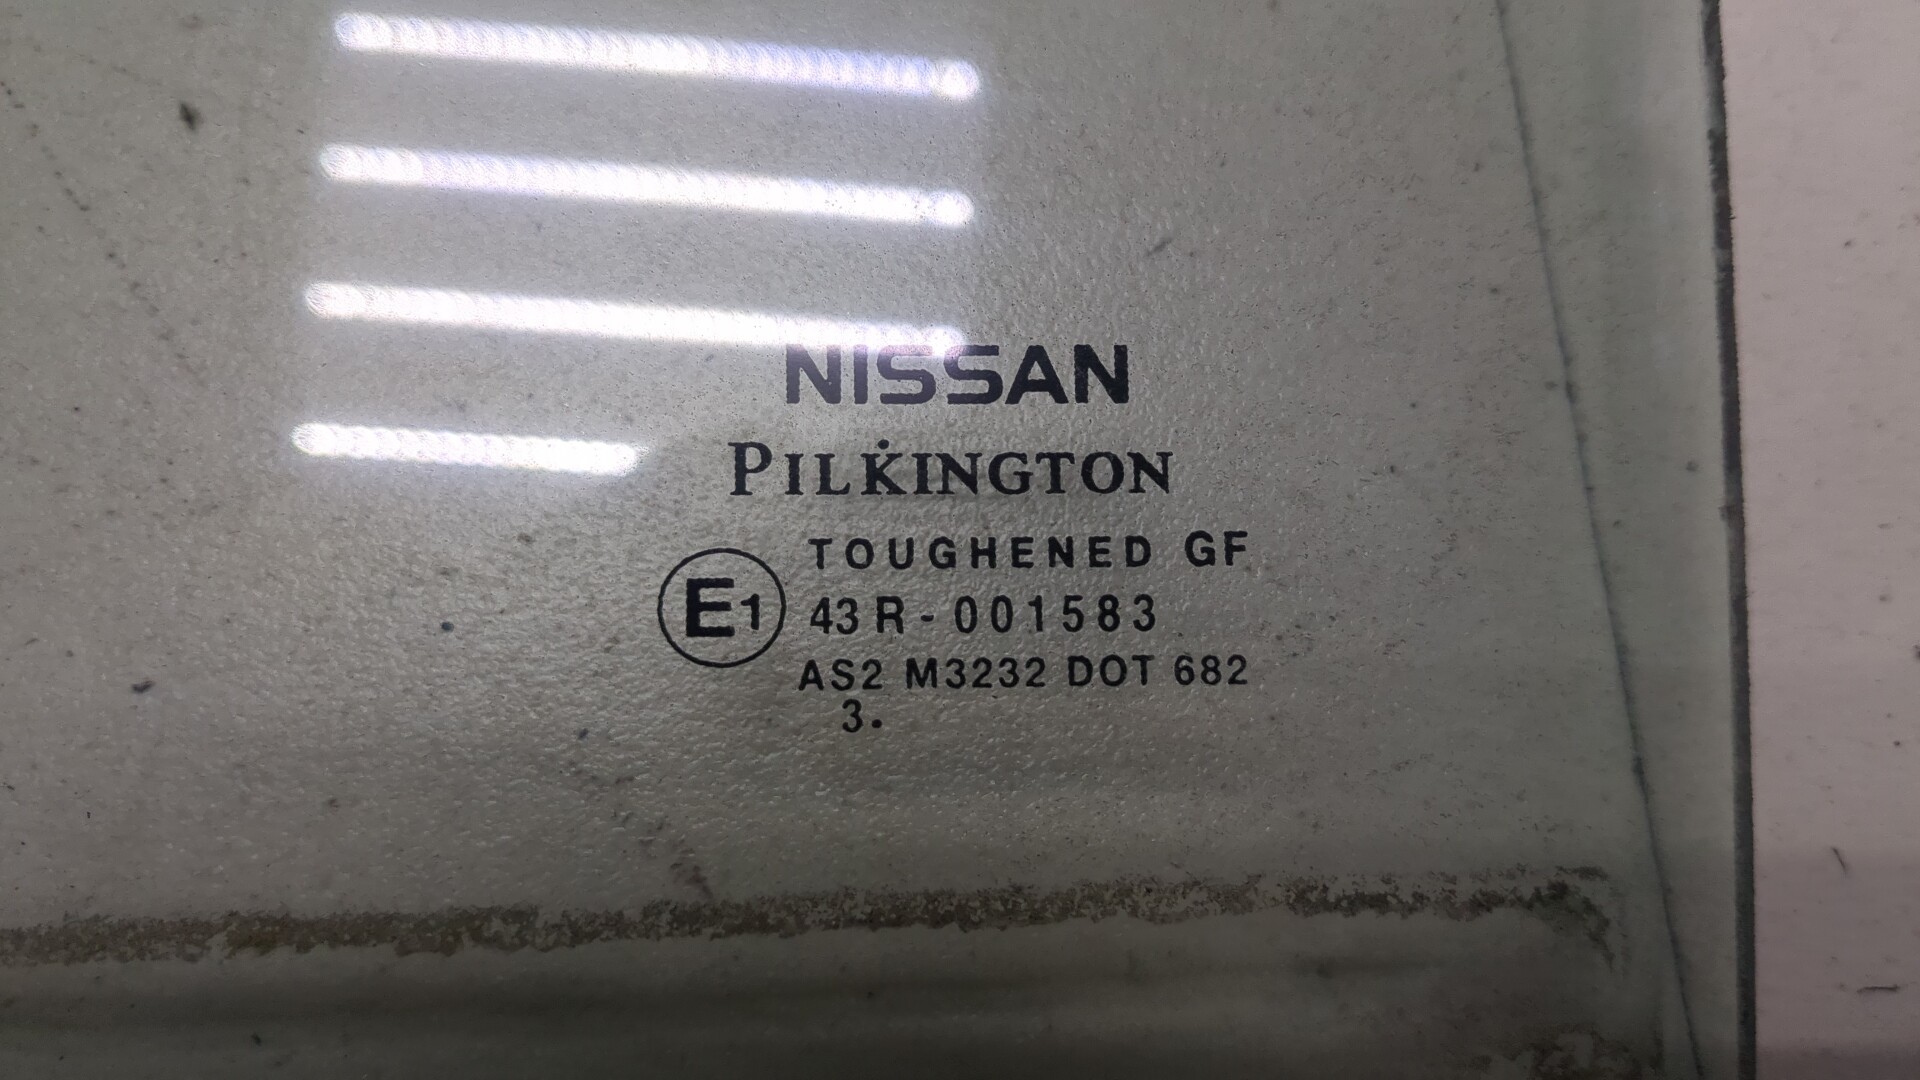 NISSAN
PILKINGTON
TOUGHENED GF
E1 43R-001583
AS2 M3232 DOT 682
3.